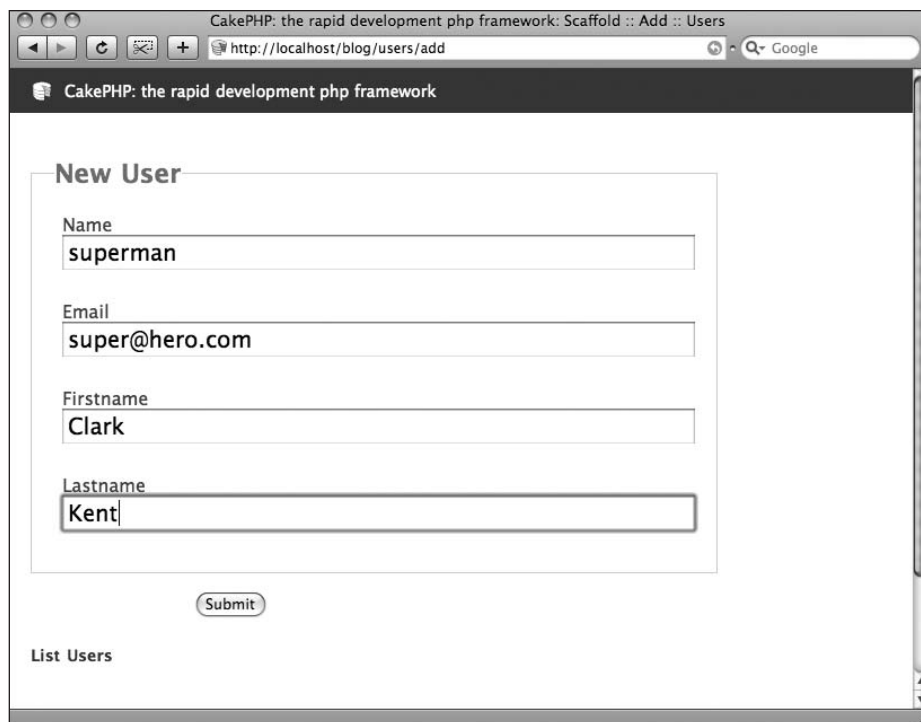 CakePHP: the rapid development php framework: Scaffold :: Add :: Users
http://localhost/blog/users/add
Google
CakePHP: the rapid development php framework
New User
Name
superman
Email
super@hero.com
Firstname
Clark
Lastname
Kent
Submit
List Users